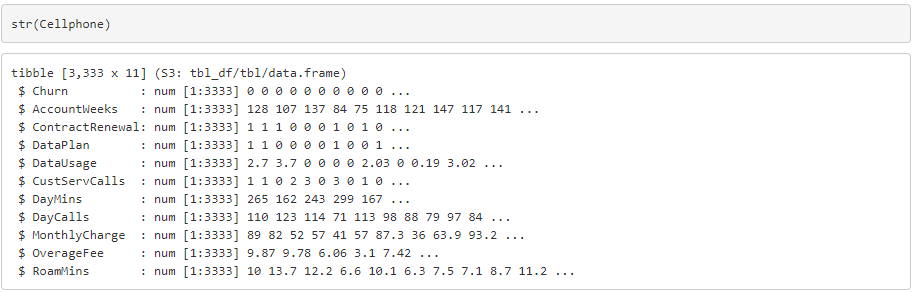 str(Cellphone)
tibble [3,333 x 11] (S3: tbl_df/tbl/data.frame)
 $ Churn          : num [1:3333] 0 0 0 0 0 0 0 0 0 0 ...
 $ AccountWeeks   : num [1:3333] 128 107 137 84 75 118 121 147 117 141 ...
 $ ContractRenewal: num [1:3333] 1 1 1 0 0 0 1 0 1 0 ...
 $ DataPlan       : num [1:3333] 1 1 0 0 0 0 1 0 0 1 ...
 $ DataUsage      : num [1:3333] 2.7 3.7 0 0 0 0 2.03 0 0.19 3.02 ...
 $ CustServCalls  : num [1:3333] 1 1 0 2 3 0 3 0 1 0 ...
 $ DayMins        : num [1:3333] 265 162 243 299 167 ...
 $ DayCalls       : num [1:3333] 110 123 114 71 113 98 88 79 97 84 ...
 $ MonthlyCharge  : num [1:3333] 89 82 52 57 41 57 87.3 36 63.9 93.2 ...
 $ OverageFee     : num [1:3333] 9.87 9.78 6.06 3.1 7.42 ...
 $ RoamMins       : num [1:3333] 10 13.7 12.2 6.6 10.1 6.3 7.5 7.1 8.7 11.2 ...